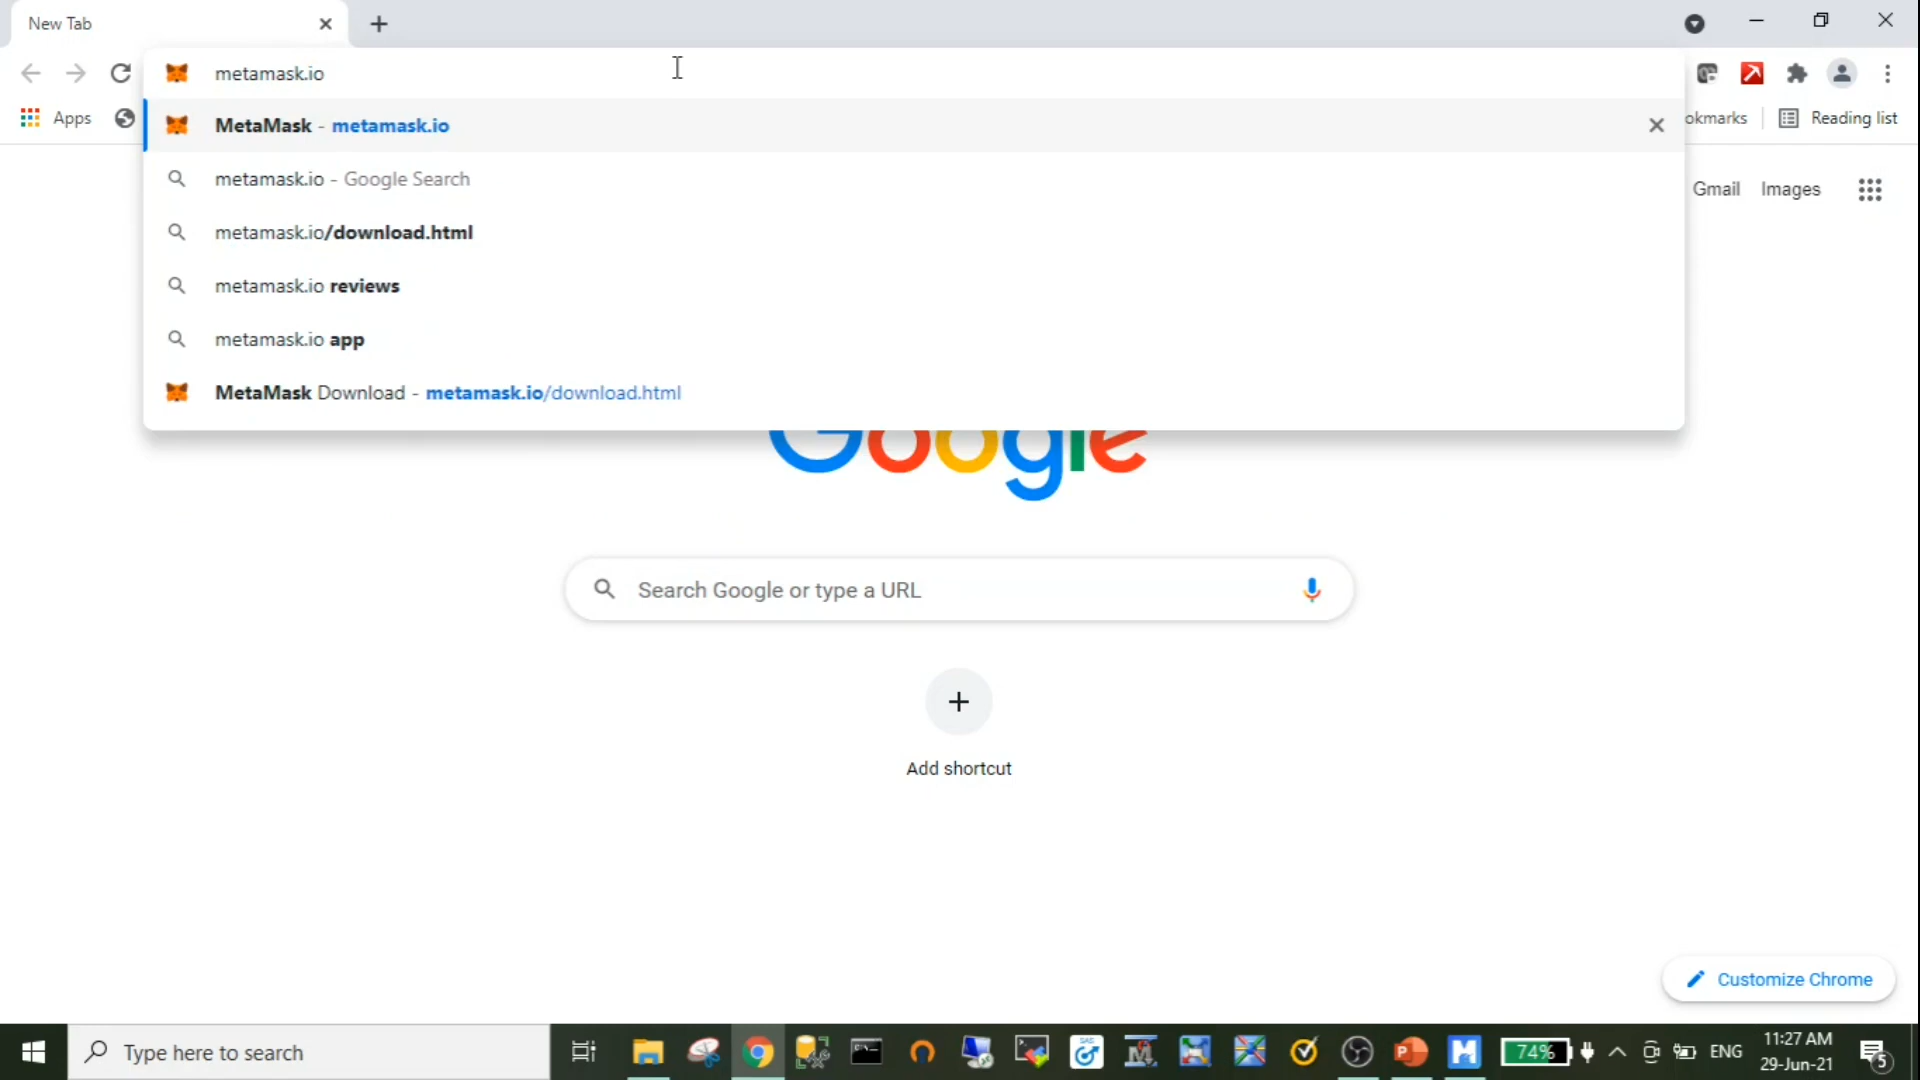 New Tab
metamask.io
Apps
MetaMask - metamask.io
okmarks
Reading list
metamask.io - Google Search
Gmail
Images
metamask.io/download.html
metamask.io reviews
metamask.io app
MetaMask Download - metamask.io/download.html
Google
Search Google or type a URL
Add shortcut
Customize Chrome
Type here to search
74%
ENG
11:27 AM
29-Jun-21
5